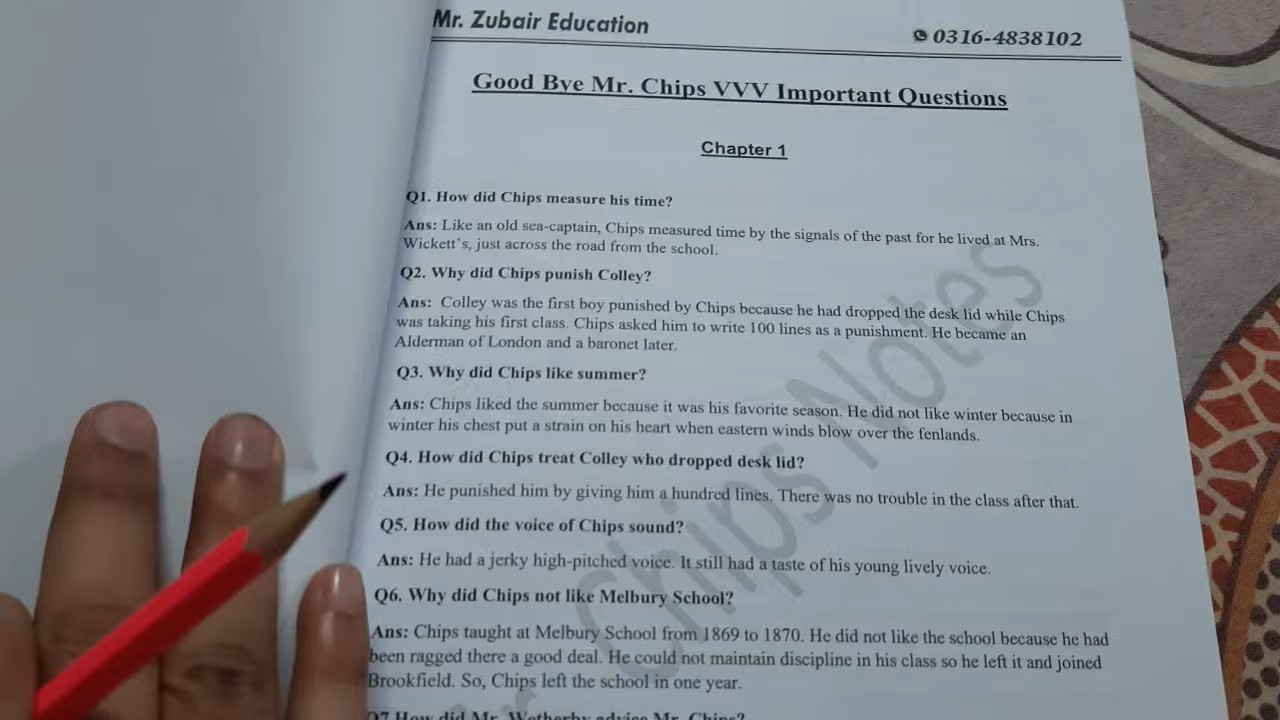 Mr. Zubair Education
0316-4838102
Good Bye Mr. Chips VVV Important Questions
Chapter 1
Q1. How did Chips measure his time?
Ans: Like an old sea-captain, Chips measured time by the signals of the past for he lived at Mrs.
Wickett's, just across the road from the school.
Q2. Why did Chips punish Colley?
Ans: Colley was the first boy punished by Chips because he had dropped the desk lid while Chips
was taking his first class. Chips asked him to write 100 lines as a punishment. He became an
Alderman of London and a baronet later.
Q3. Why did Chips like summer?
Ans: Chips liked the summer because it was his favorite season. He did not like winter because in
winter his chest put a strain on his heart when eastern winds blow over the fenlands.
Q4. How did Chips treat Colley who dropped desk lid?
Ans: He punished him by giving him a hundred lines. There was no trouble in the class after that.
Q5. How did the voice of Chips sound?
Ans: He had a jerky high-pitched voice. It still had a taste of his young lively voice.
Q6. Why did Chips not like Melbury School?
Ans: Chips taught at Melbury School from 1869 to 1870. He did not like the school because he had
been ragged there a good deal. He could not maintain discipline in his class so he left it and joined
Brookfield. So, Chips left the school in one year.
Q7 How did Mr. Wetherby advise Mr. Chips?
Chips Notes